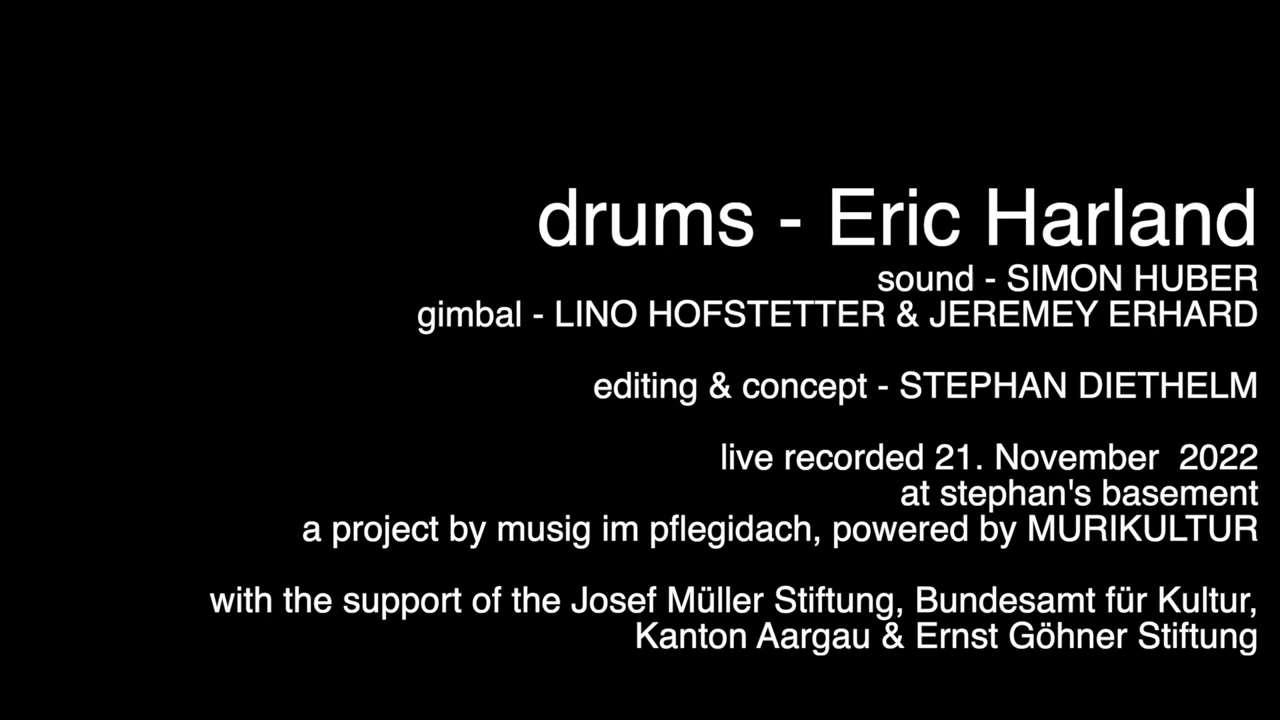 drums - Eric Harland
sound - SIMON HUBER
gimbal - LINO HOFSTETTER & JEREMEY ERHARD
editing & concept - STEPHAN DIETHELM
live recorded 21. November  2022
at stephan's basement
a project by musig im pflegidach, powered by MURIKULTUR
with the support of the Josef Müller Stiftung, Bundesamt für Kultur,
Kanton Aargau & Ernst Göhner Stiftung